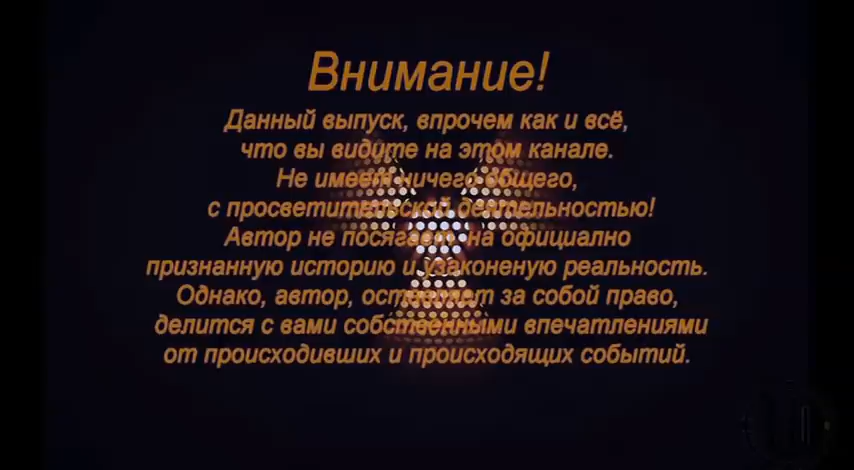 Внимание!
Данный выпуск, впрочем как и всё,
что вы видите на этом канале.
Не имеет ничего общего,
с просветительской деятельностью!
Автор не посягает на официално
признанную историю и узаконеную реальность.
Однако, автор, оставляет за собой право,
делится с вами собственными впечатлениями
от происходивших и происходящих событий.